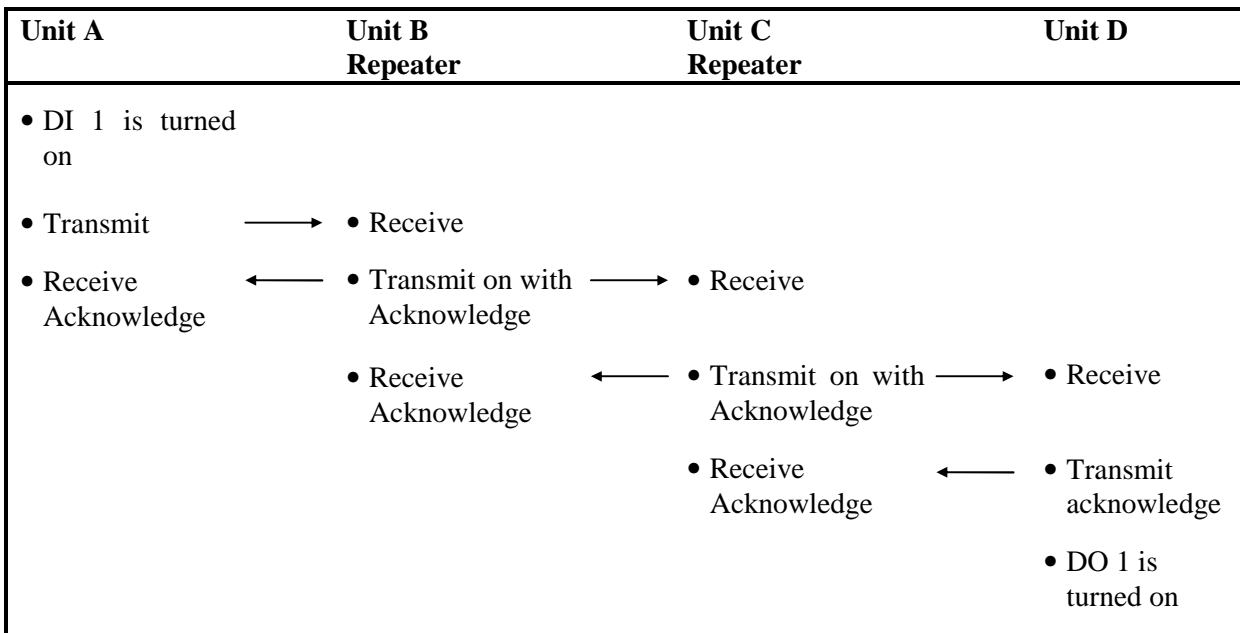 Unit A Unit B Unit C Unit D
Repeater Repeater
• DI 1 is turned
on
• Transmit • Receive
• Receive • Transmit on with • Receive
Acknowledge Acknowledge
• Receive • Transmit on with • Receive
Acknowledge Acknowledge
• Receive • Transmit
Acknowledge acknowledge
• DO 1 is
turned on